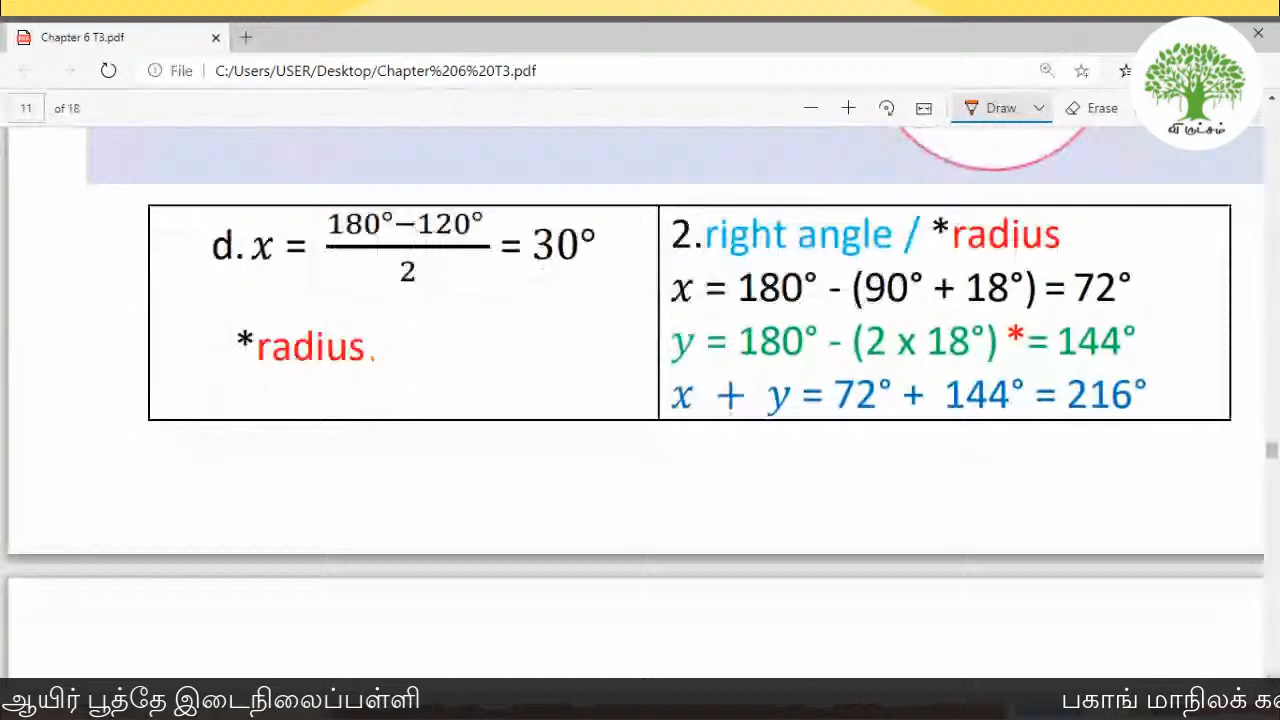 Chapter 6 T3.pdf
File C:/Users/USER/Desktop/Chapter%206%20T3.pdf
11 of 18
Draw Erase
விருட்சம்
d. x = (180°−120°)/2 = 30°
*radius.
2.right angle / *radius
x = 180° - (90° + 18°) = 72°
y = 180° - (2 x 18°) *= 144°
x + y = 72° + 144° = 216°
ஆயிர் பூத்தே இடைநிலைப்பள்ளி
பகாங் மாநிலக்